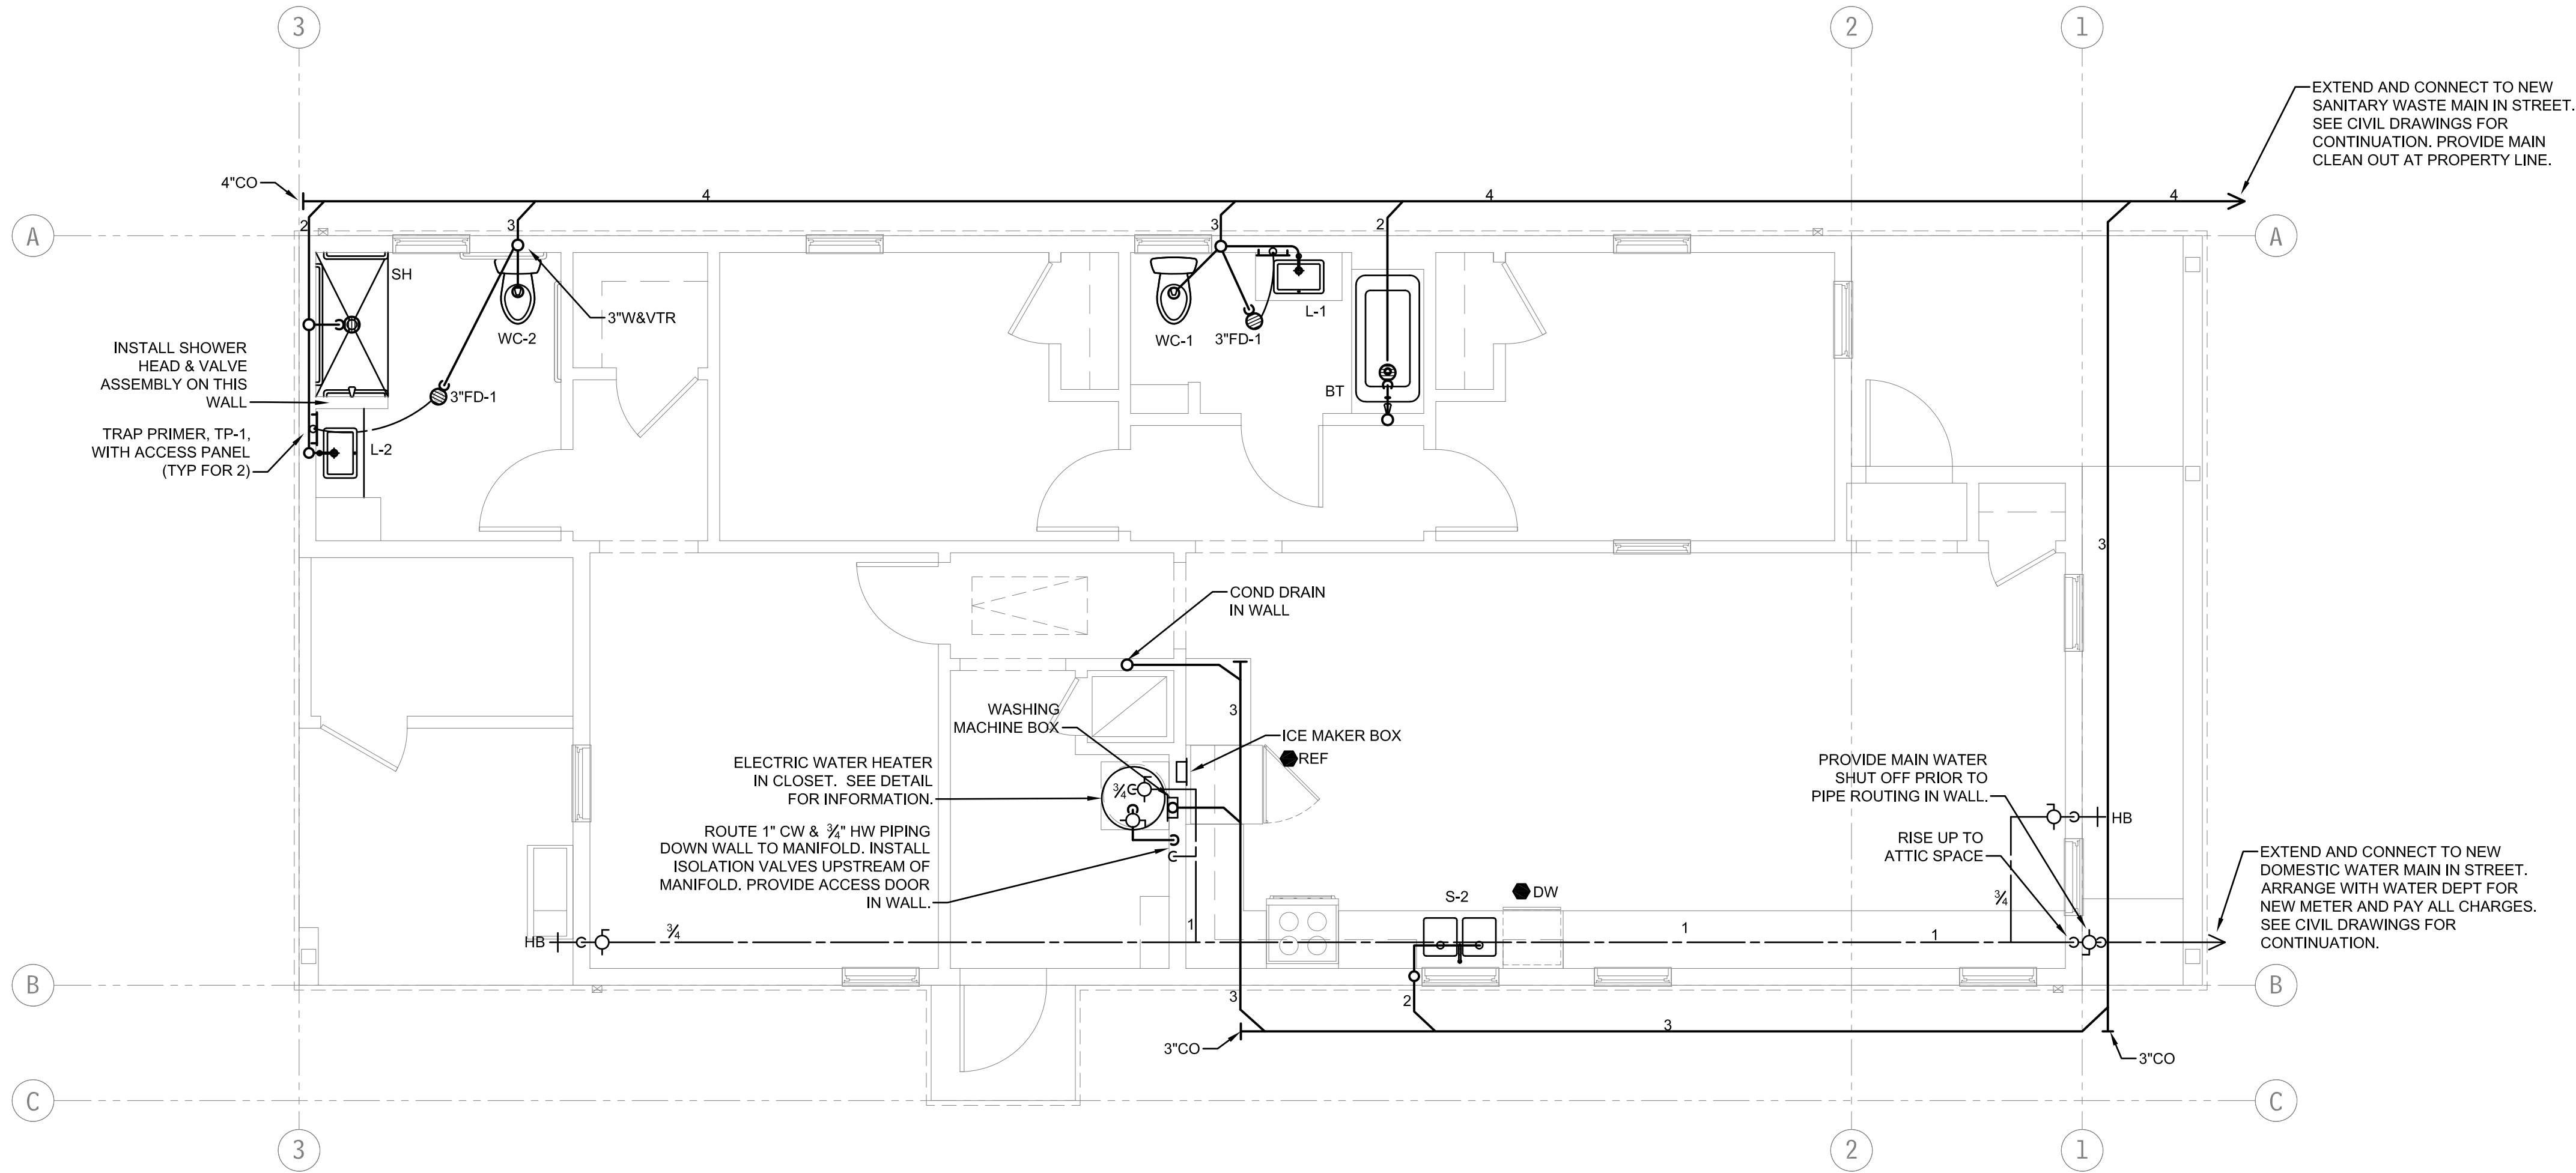 3
2
1
EXTEND AND CONNECT TO NEW
SANITARY WASTE MAIN IN STREET.
SEE CIVIL DRAWINGS FOR
CONTINUATION. PROVIDE MAIN
CLEAN OUT AT PROPERTY LINE.
4"CO
4
4
4
2
3
3
2
A
A
SH
3"W&VTR
WC-2
WC-1
3"FD-1
L-1
BT
INSTALL SHOWER
HEAD & VALVE
ASSEMBLY ON THIS
WALL
3"FD-1
TRAP PRIMER, TP-1,
WITH ACCESS PANEL
(TYP FOR 2)
L-2
3
COND DRAIN
IN WALL
3
WASHING
MACHINE BOX
ICE MAKER BOX
REF
ELECTRIC WATER HEATER
IN CLOSET. SEE DETAIL
FOR INFORMATION.
¾
PROVIDE MAIN WATER
SHUT OFF PRIOR TO
PIPE ROUTING IN WALL.
HB
ROUTE 1" CW & ¾" HW PIPING
DOWN WALL TO MANIFOLD. INSTALL
ISOLATION VALVES UPSTREAM OF
MANIFOLD. PROVIDE ACCESS DOOR
IN WALL.
RISE UP TO
ATTIC SPACE
EXTEND AND CONNECT TO NEW
DOMESTIC WATER MAIN IN STREET.
ARRANGE WITH WATER DEPT FOR
NEW METER AND PAY ALL CHARGES.
SEE CIVIL DRAWINGS FOR
CONTINUATION.
S-2
DW
¾
1
HB
¾
1
1
B
B
3
2
3
3"CO
3"CO
C
C
3
2
1